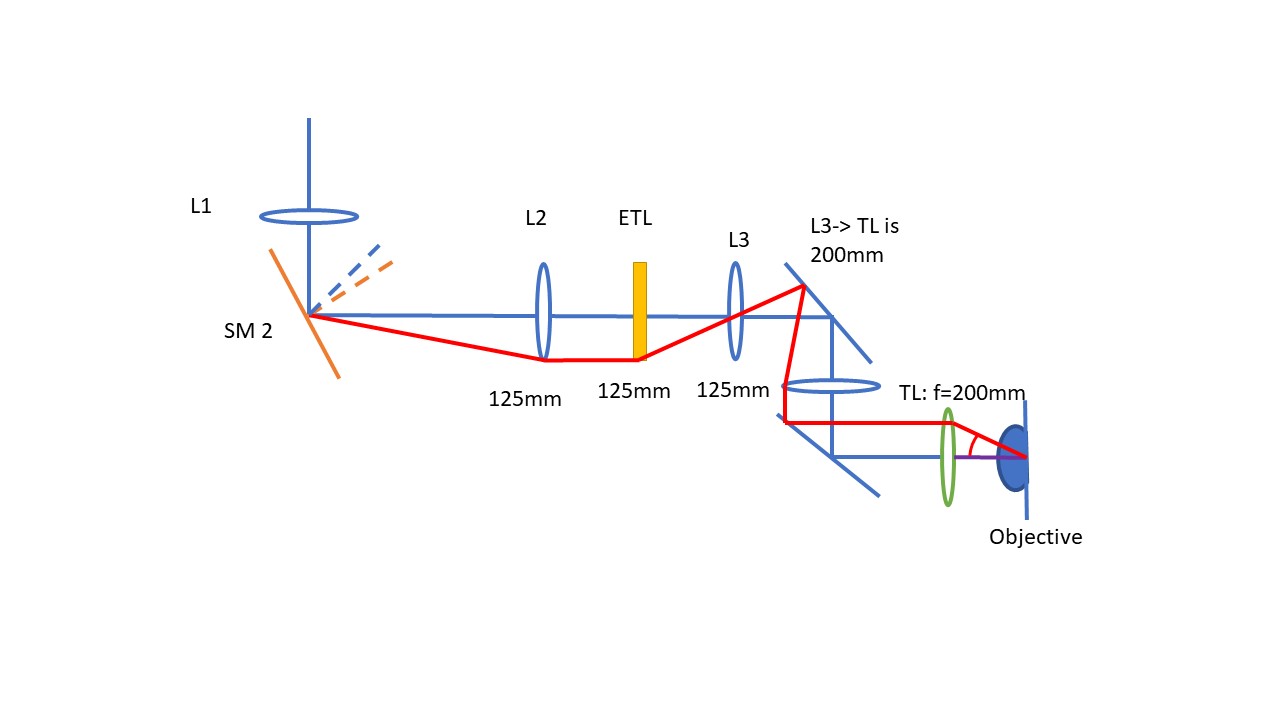 L1
L2
ETL
L3
L3-> TL is
200mm
SM 2
125mm
125mm
125mm
TL: f=200mm
Objective